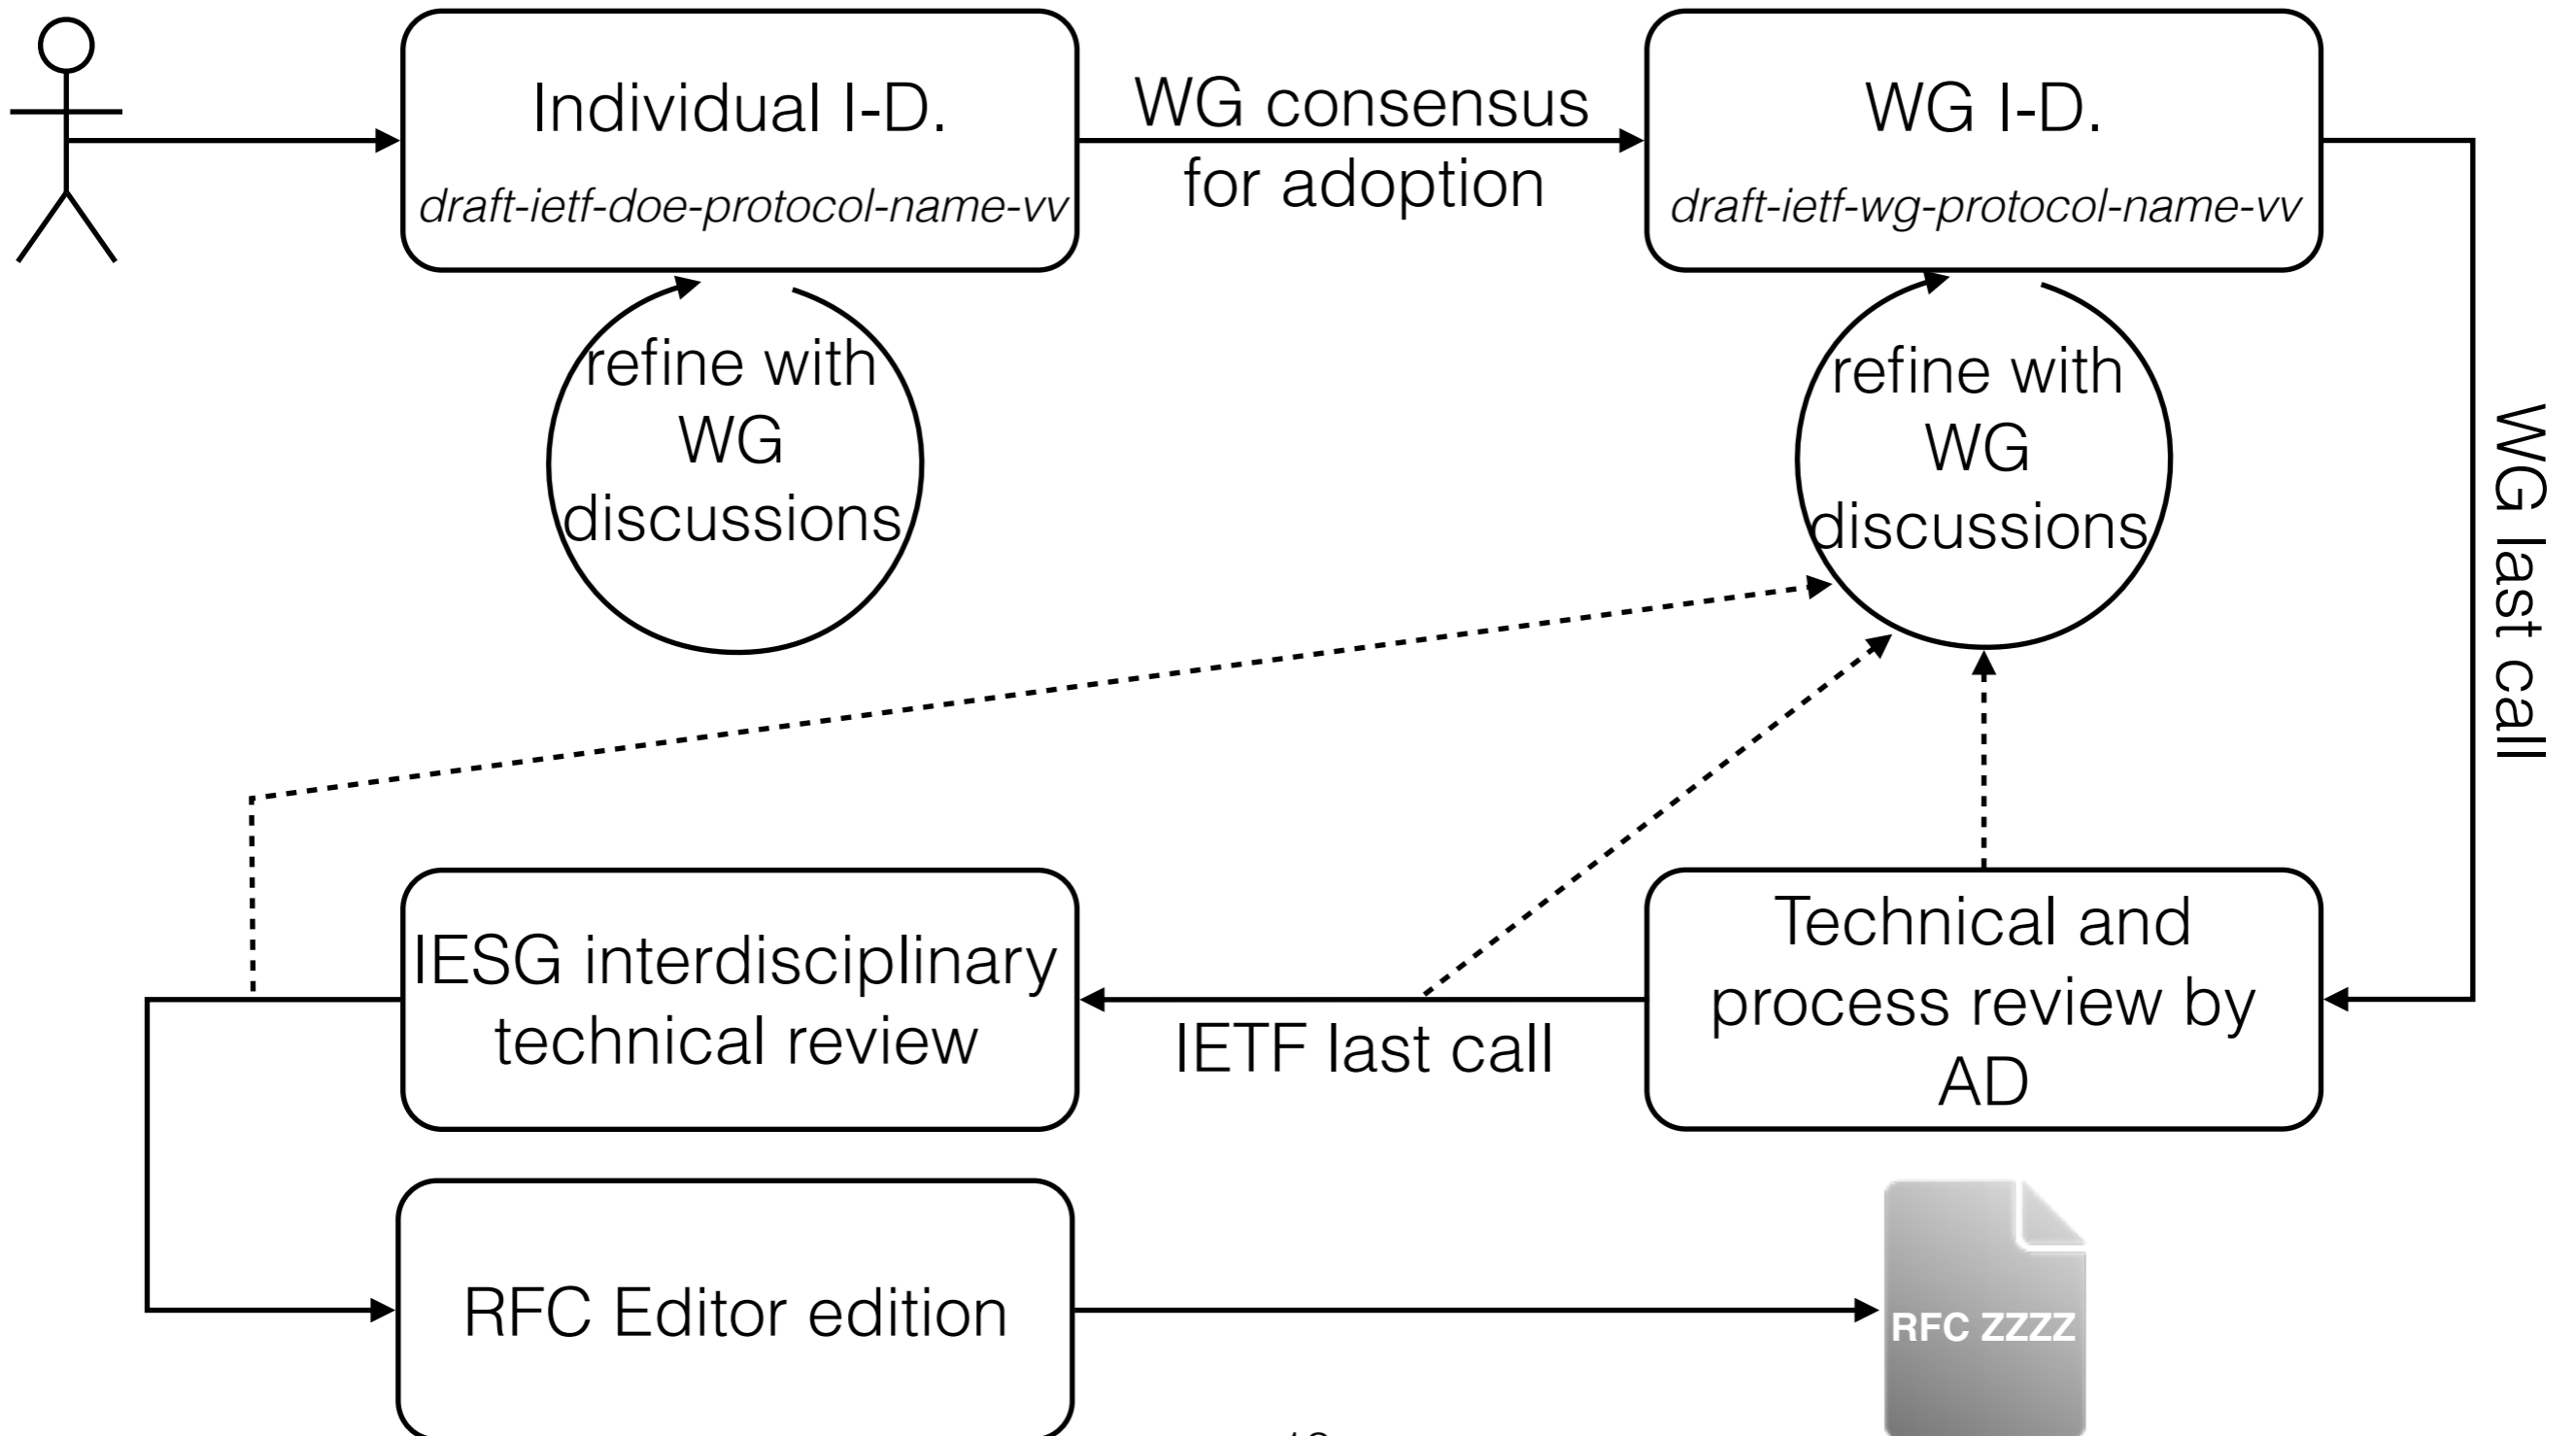 Individual I-D.
draft-ietf-doe-protocol-name-vv
WG consensus
for adoption
WG I-D.
draft-ietf-wg-protocol-name-vv
refine with
WG
discussions
refine with
WG
discussions
WG last call
IESG interdisciplinary
technical review
IETF last call
Technical and
process review by
AD
RFC Editor edition
RFC ZZZZ